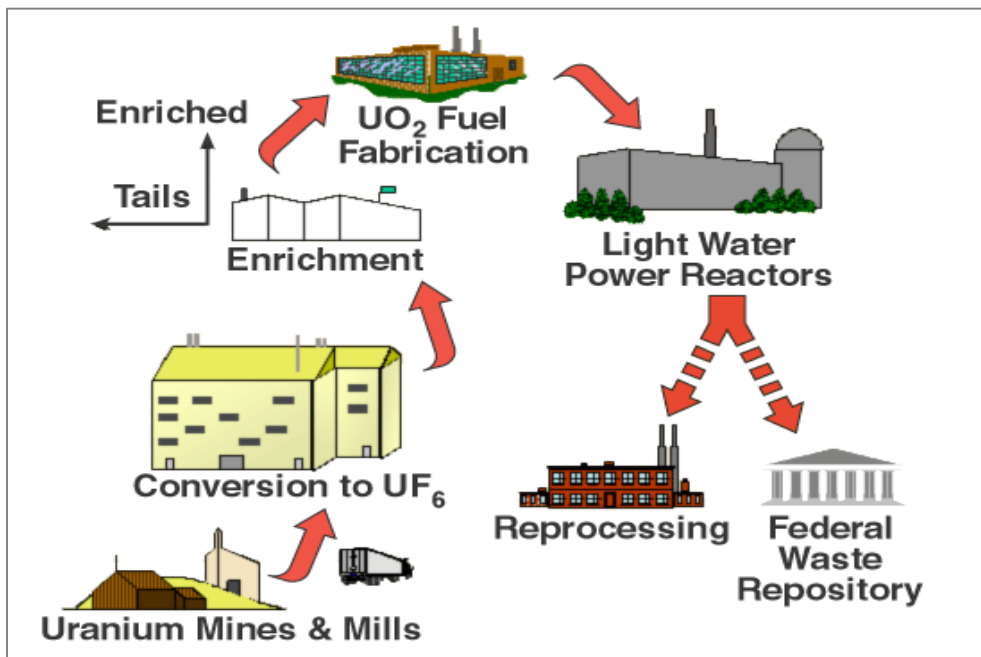 UO₂ Fuel
Fabrication
Enriched
Tails
Enrichment
Light Water
Power Reactors
Conversion to UF₆
Reprocessing
Federal
Waste
Repository
Uranium Mines & Mills